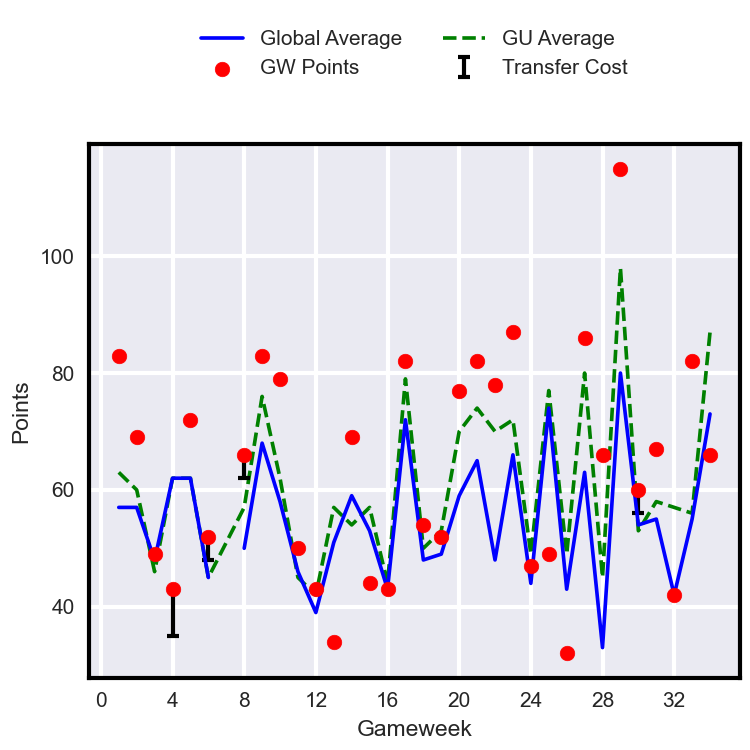 Global Average
GU Average
GW Points
Transfer Cost
100
80
60
40
Points
0 4 8 12 16 20 24 28 32
Gameweek